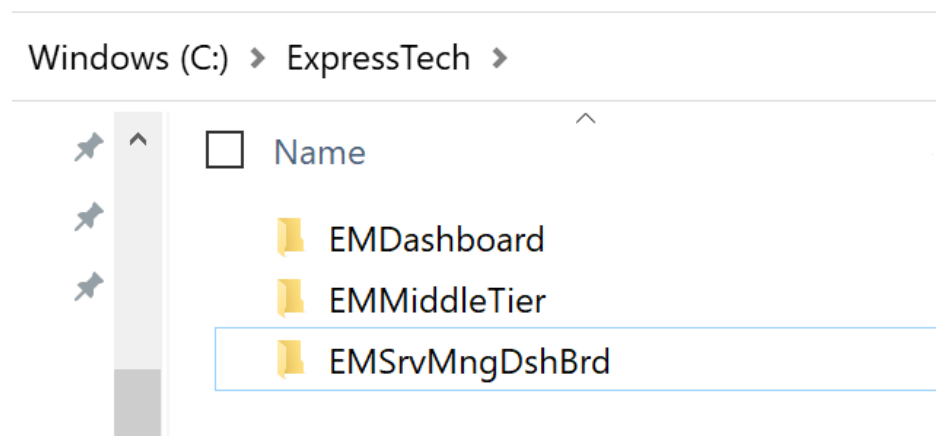 Windows (C:) > ExpressTech >
Name
EMDashboard
EMMiddleTier
EMSrvMngDshBrd